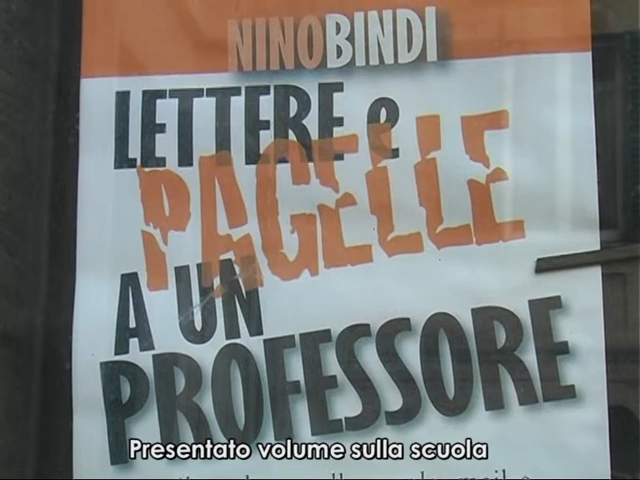 NINOBINDI
LETTERE e
PAGELLE
A UN
PROFESSORE
Presentato volume sulla scuola